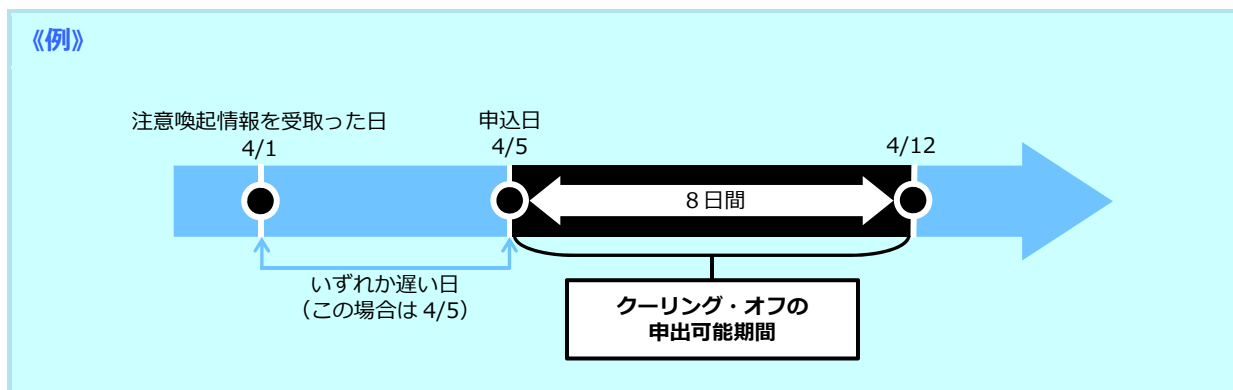 《例》
注意喚起情報を受取った日
4/1
申込日
4/5
4/12
8日間
いずれか遅い日
(この場合は 4/5)
クーリング・オフの
申出可能期間